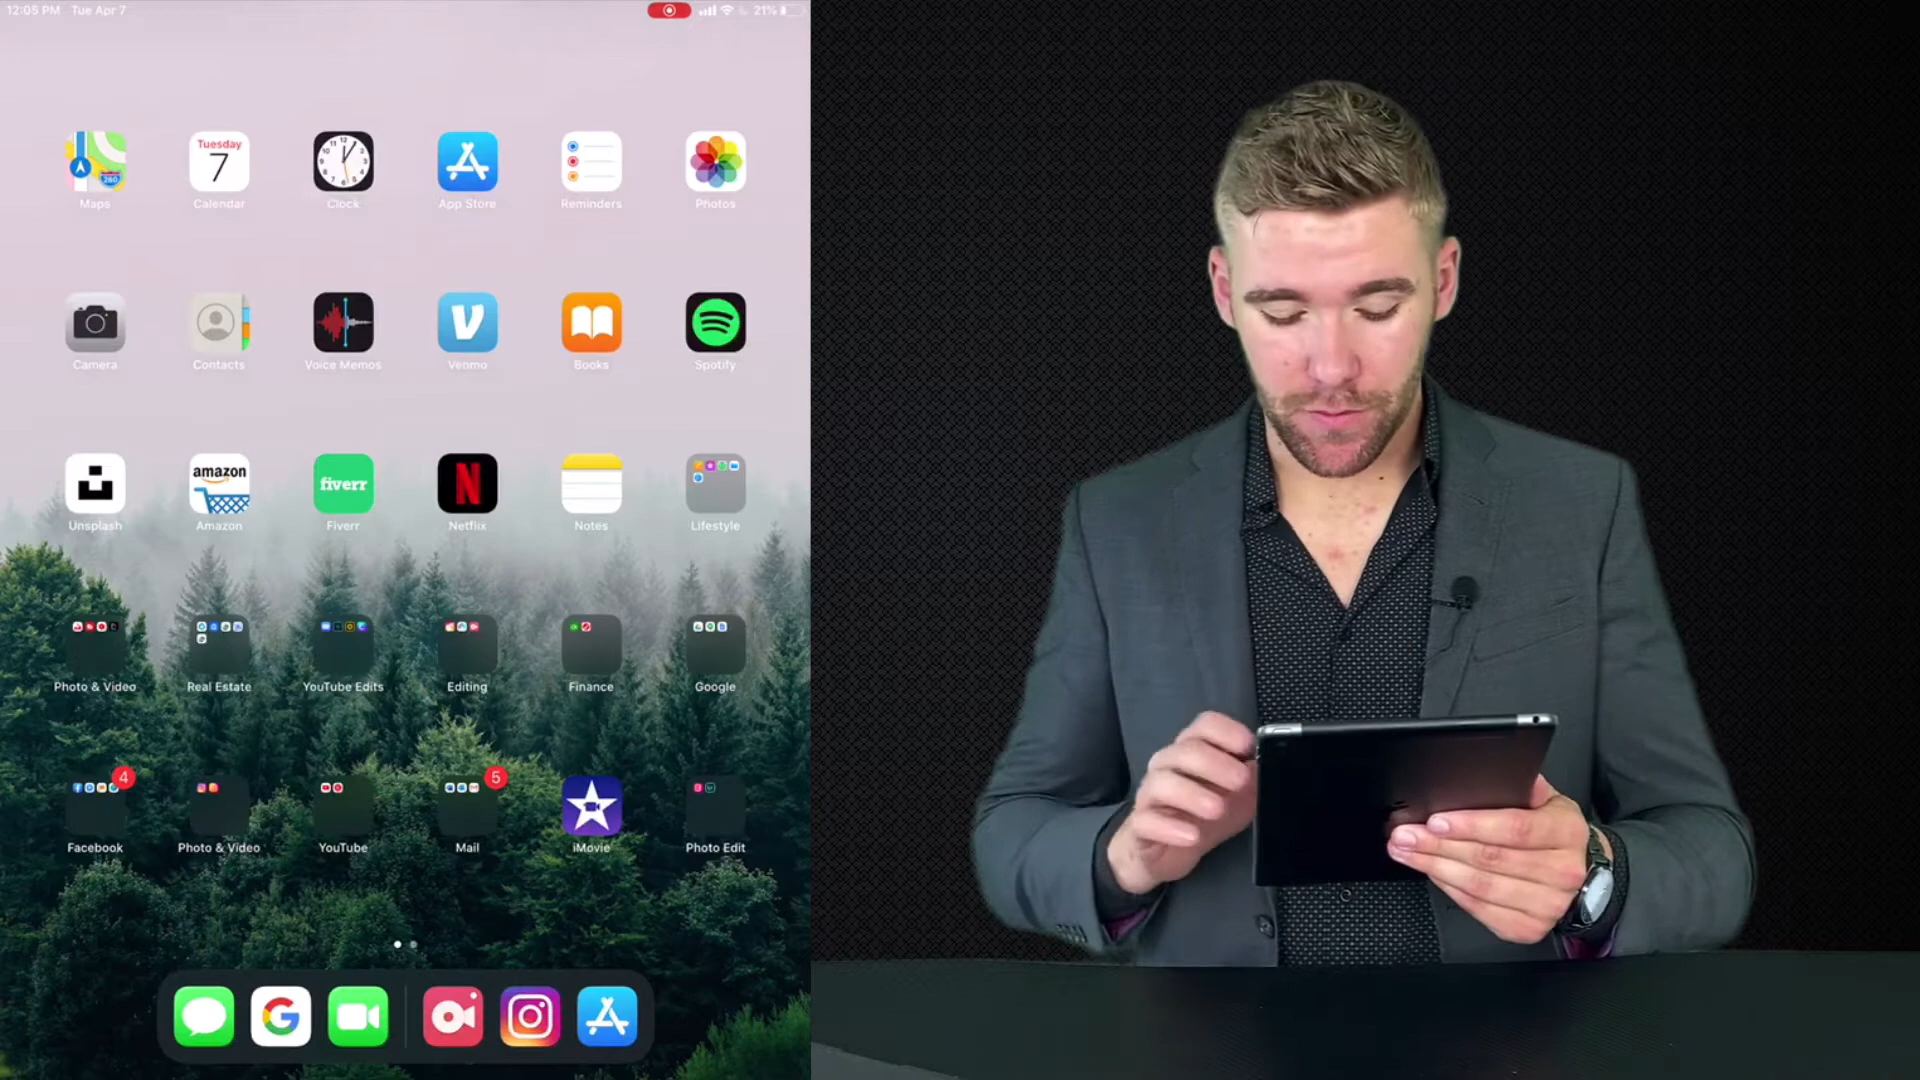 12:05 PM Tue Apr 7
21%
Tuesday
7
280
Maps Calendar Clock App Store Reminders Photos
Camera Contacts Voice Memos Venmo Books Spotify
amazon
fiverr
N
Unsplash Amazon Fiverr Netflix Notes Lifestyle
Photo & Video Real Estate YouTube Edits Editing Finance Google
4
5
Facebook Photo & Video YouTube Mail iMovie Photo Edit
G